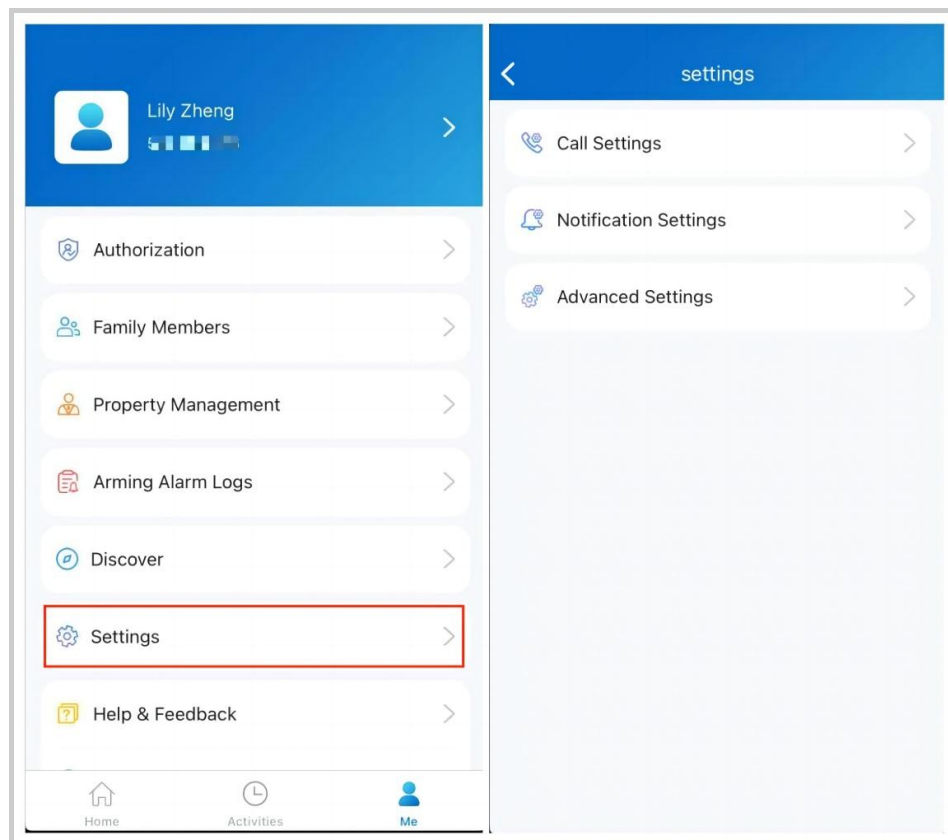 Lily Zheng
Authorization
Family Members
Property Management
Arming Alarm Logs
Discover
Settings
Help & Feedback
Home
Activities
Me
settings
Call Settings
Notification Settings
Advanced Settings